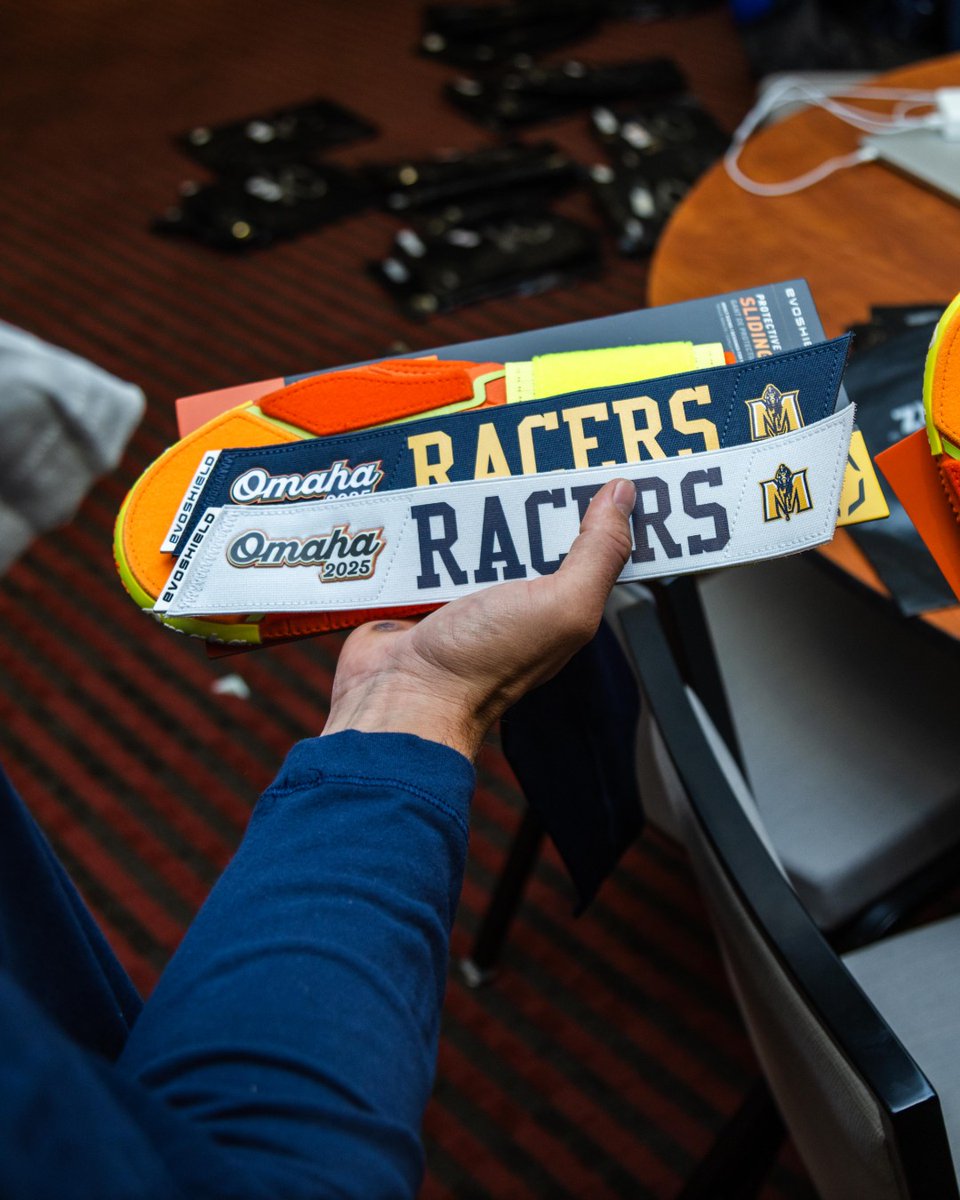 EVOSHIELD
PROTECTIVE
SLIDING
EVOSHIELD
Omaha
2025
RACERS
M
EVOSHIELD
Omaha
2025
RACERS
M